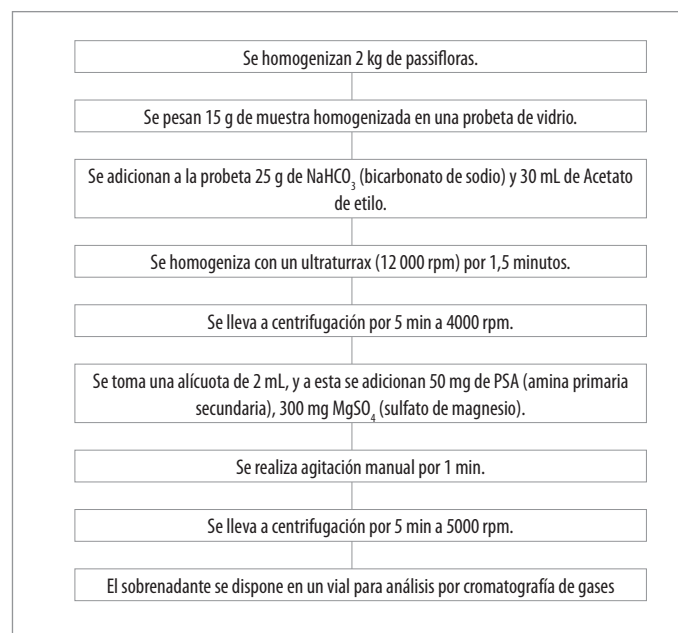 Se homogenizan 2 kg de passifloras.
Se pesan 15 g de muestra homogenizada en una probeta de vidrio.
Se adicionan a la probeta 25 g de NaHCO₃ (bicarbonato de sodio) y 30 mL de Acetato
de etilo.
Se homogeniza con un ultraturrax (12 000 rpm) por 1,5 minutos.
Se lleva a centrifugación por 5 min a 4000 rpm.
Se toma una alícuota de 2 mL, y a esta se adicionan 50 mg de PSA (amina primaria
secundaria), 300 mg MgSO₄ (sulfato de magnesio).
Se realiza agitación manual por 1 min.
Se lleva a centrifugación por 5 min a 5000 rpm.
El sobrenadante se dispone en un vial para análisis por cromatografía de gases